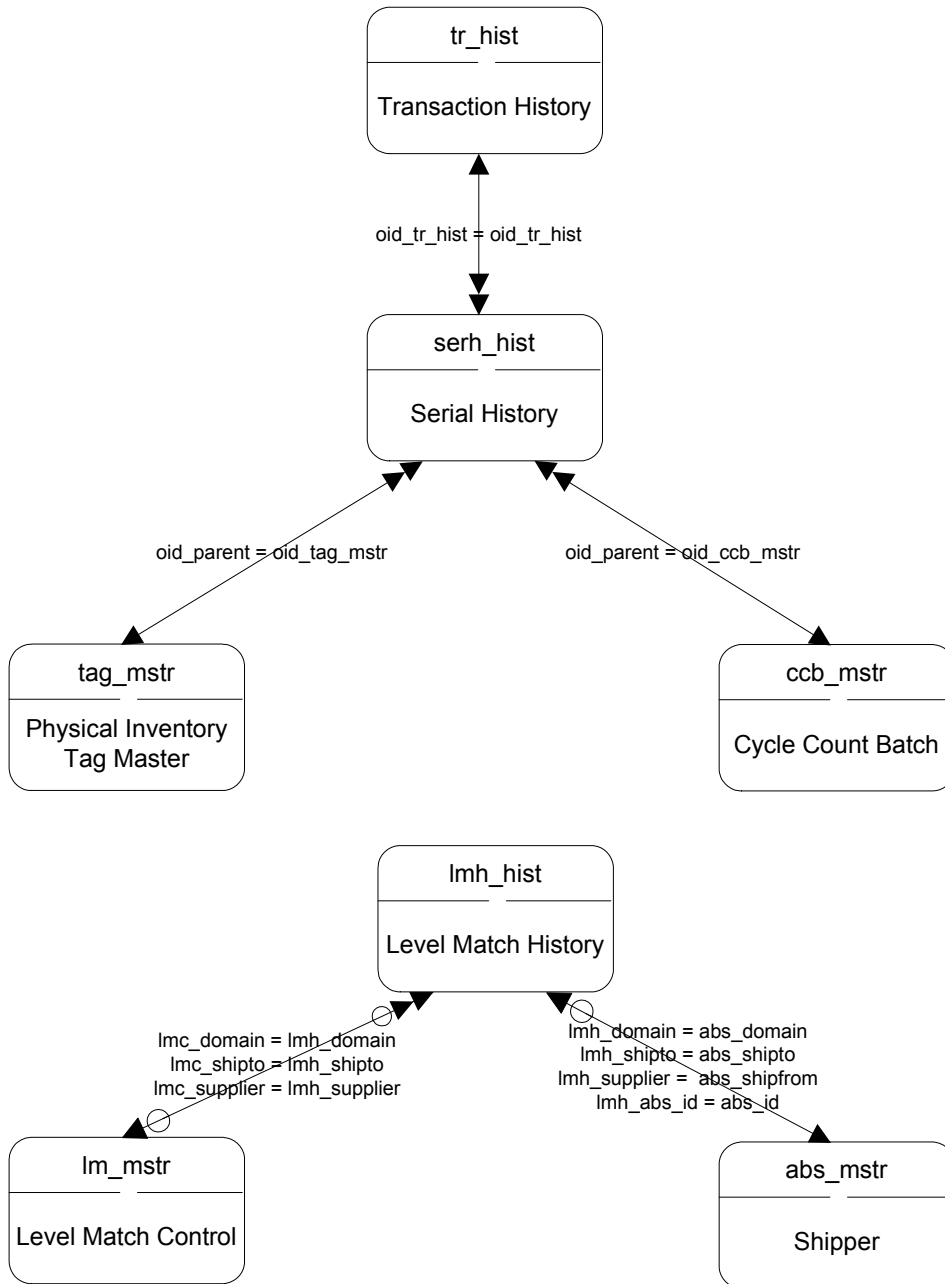 tr_hist
Transaction History
oid_tr_hist = oid_tr_hist
serh_hist
Serial History
oid_parent = oid_tag_mstr
oid_parent = oid_ccb_mstr
tag_mstr
Physical Inventory
Tag Master
ccb_mstr
Cycle Count Batch
lmh_hist
Level Match History
lmc_domain = lmh_domain
lmc_shipto = lmh_shipto
lmc_supplier = lmh_supplier
lmh_domain = abs_domain
lmh_shipto = abs_shipto
lmh_supplier =  abs_shipfrom
lmh_abs_id = abs_id
lm_mstr
Level Match Control
abs_mstr
Shipper